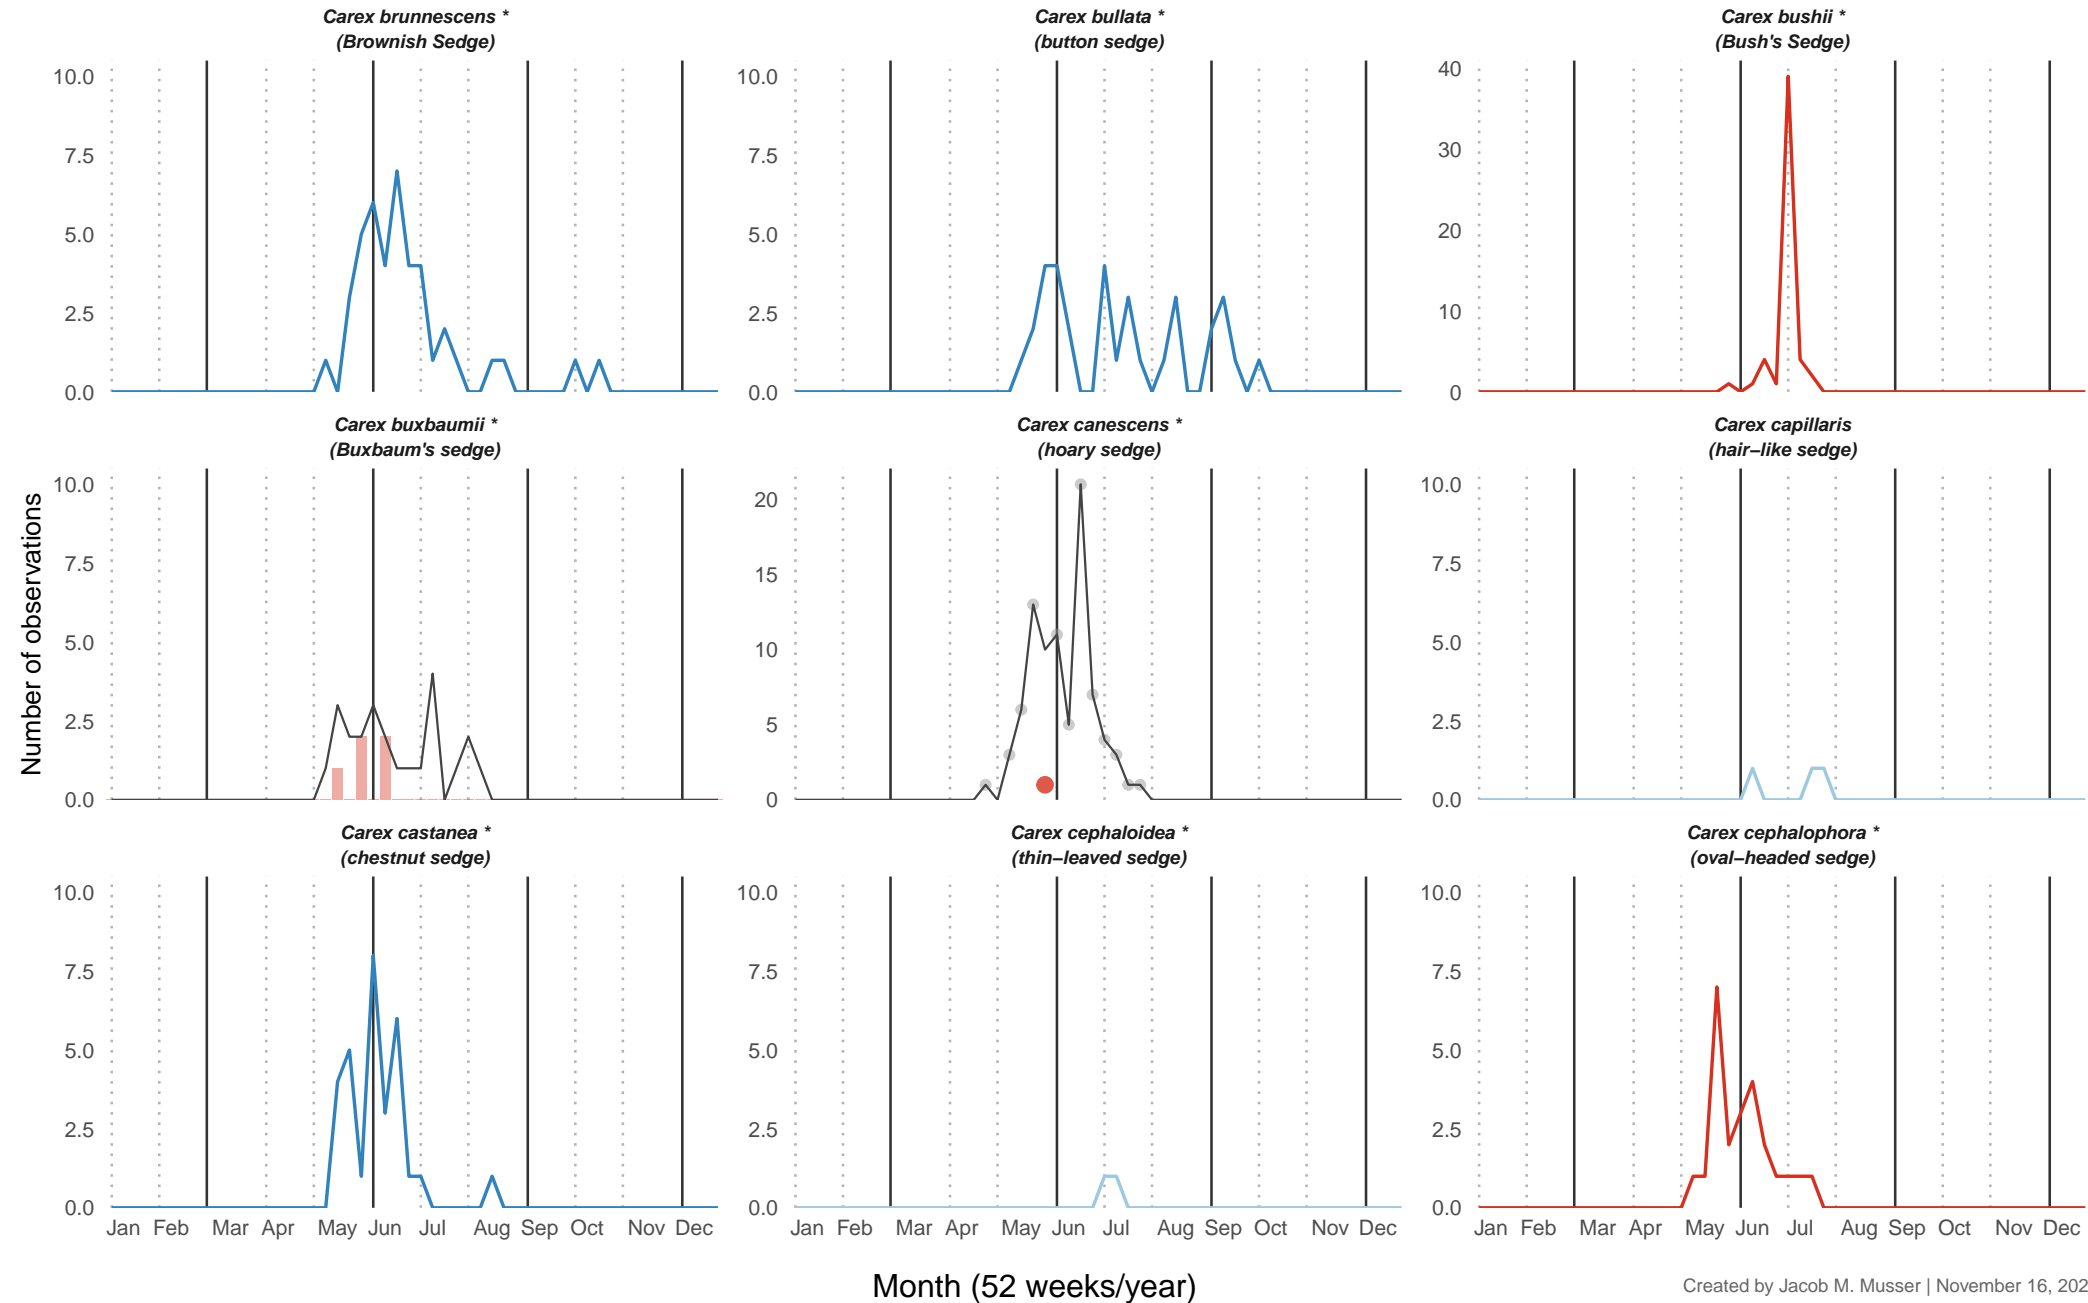 Carex brunnescens *
(Brownish Sedge)
Carex bullata *
(button sedge)
Carex bushii *
(Bush's Sedge)
10.0
7.5
5.0
2.5
0.0
10.0
7.5
5.0
2.5
0.0
40
30
20
10
0
Carex buxbaumii *
(Buxbaum's sedge)
Carex canescens *
(hoary sedge)
Carex capillaris
(hair–like sedge)
Number of observations
10.0
7.5
5.0
2.5
0.0
20
15
10
5
0
10.0
7.5
5.0
2.5
0.0
Carex castanea *
(chestnut sedge)
Carex cephaloidea *
(thin–leaved sedge)
Carex cephalophora *
(oval–headed sedge)
10.0
7.5
5.0
2.5
0.0
10.0
7.5
5.0
2.5
0.0
10.0
7.5
5.0
2.5
0.0
Jan Feb Mar Apr May Jun Jul Aug Sep Oct Nov Dec
Jan Feb Mar Apr May Jun Jul Aug Sep Oct Nov Dec
Jan Feb Mar Apr May Jun Jul Aug Sep Oct Nov Dec
Month (52 weeks/year)
Created by Jacob M. Musser | November 16, 202